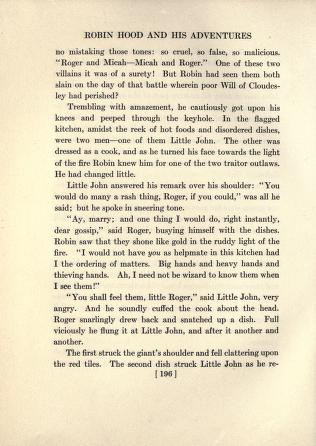 ROBIN HOOD AND HIS ADVENTURES
no mistaking those tones: so cruel, so false, so malicious.
"Roger and Micah—Micah and Roger." One of these two
villains it was of a surety! But Robin had seen them both
slain on the day of that battle wherein poor Will of Cloudes-
ley had perished?
Trembling with amazement, he cautiously got upon his
knees and peeped through the keyhole. In the flagged
kitchen, amidst the reek of hot foods and disordered dishes,
were two men—one of them Little John. The other was
dressed as a cook, and as he turned his face towards the light
of the fire Robin knew him for one of the two traitor outlaws.
He had changed little.
Little John answered his remark over his shoulder: "You
would do many a rash thing, Roger, if you could," was all he
said; but he spoke in sneering tone.
"Ay, marry; and one thing I would do, right instantly,
dear gossip," said Roger, busying himself with the dishes.
Robin saw that they shone like gold in the ruddy light of the
fire. "I would not have you as helpmate in this kitchen had
I the ordering of matters. Big hands and heavy hands and
thieving hands. Ah, I need not be wizard to know them when
I see them!"
"You shall feel them, little Roger," said Little John, very
angry. And he soundly cuffed the cook about the head.
Roger snarlingly drew back and snatched up a dish. Full
viciously he flung it at Little John, and after it another and
another.
The first struck the giant's shoulder and fell clattering upon
the red tiles. The second dish struck Little John as he re-
[ 196 ]